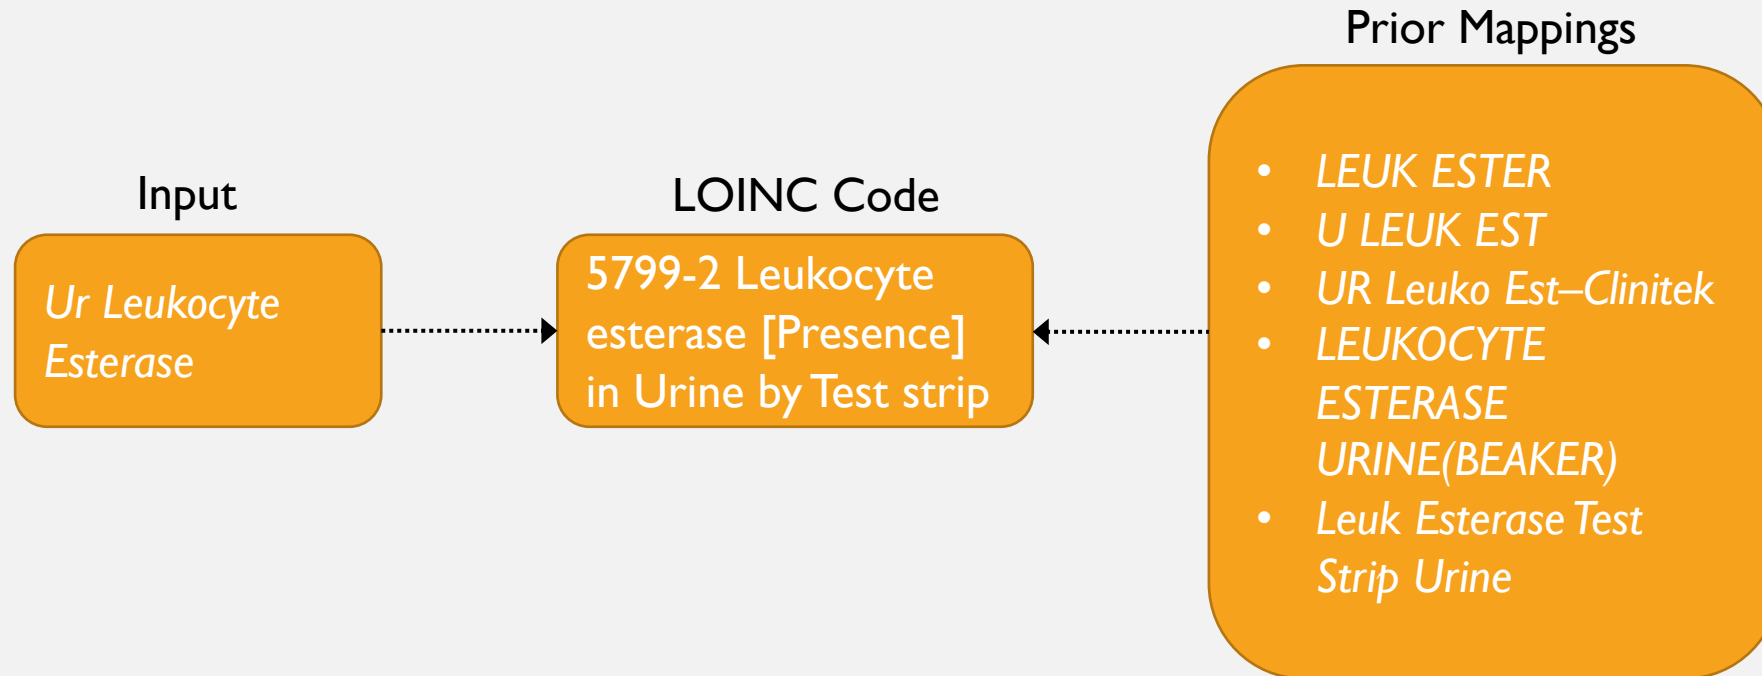 Input
Ur Leukocyte
Esterase
LOINC Code
5799-2 Leukocyte
esterase [Presence]
in Urine by Test strip
Prior Mappings
• LEUK ESTER
• U LEUK EST
• UR Leuko Est–Clinitek
• LEUKOCYTE
ESTERASE
URINE(BEAKER)
• Leuk Esterase Test
Strip Urine